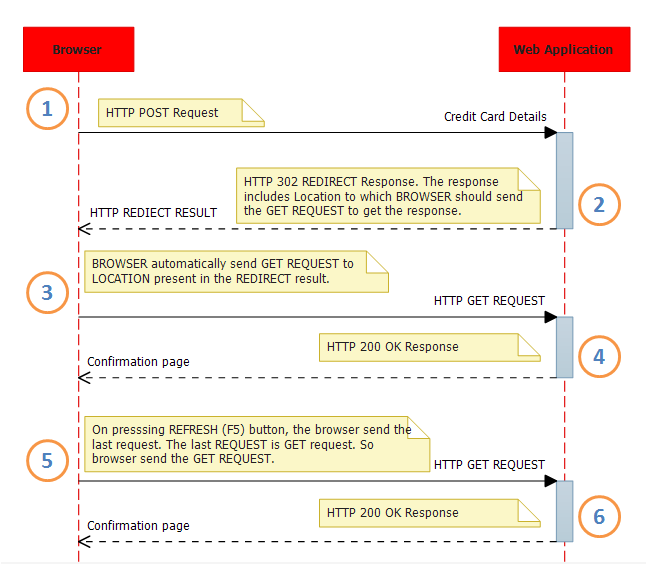 Browser
Web Application
1
HTTP POST Request
Credit Card Details
HTTP 302 REDIRECT Response. The response
includes Location to which BROWSER should send
the GET REQUEST to get the response.
2
HTTP REDIECT RESULT
BROWSER automatically send GET REQUEST to
LOCATION present in the REDIRECT result.
3
HTTP GET REQUEST
HTTP 200 OK Response
4
Confirmation page
On presssing REFRESH (F5) button, the browser send the
last request. The last REQUEST is GET request. So
browser send the GET REQUEST.
5
HTTP GET REQUEST
HTTP 200 OK Response
6
Confirmation page